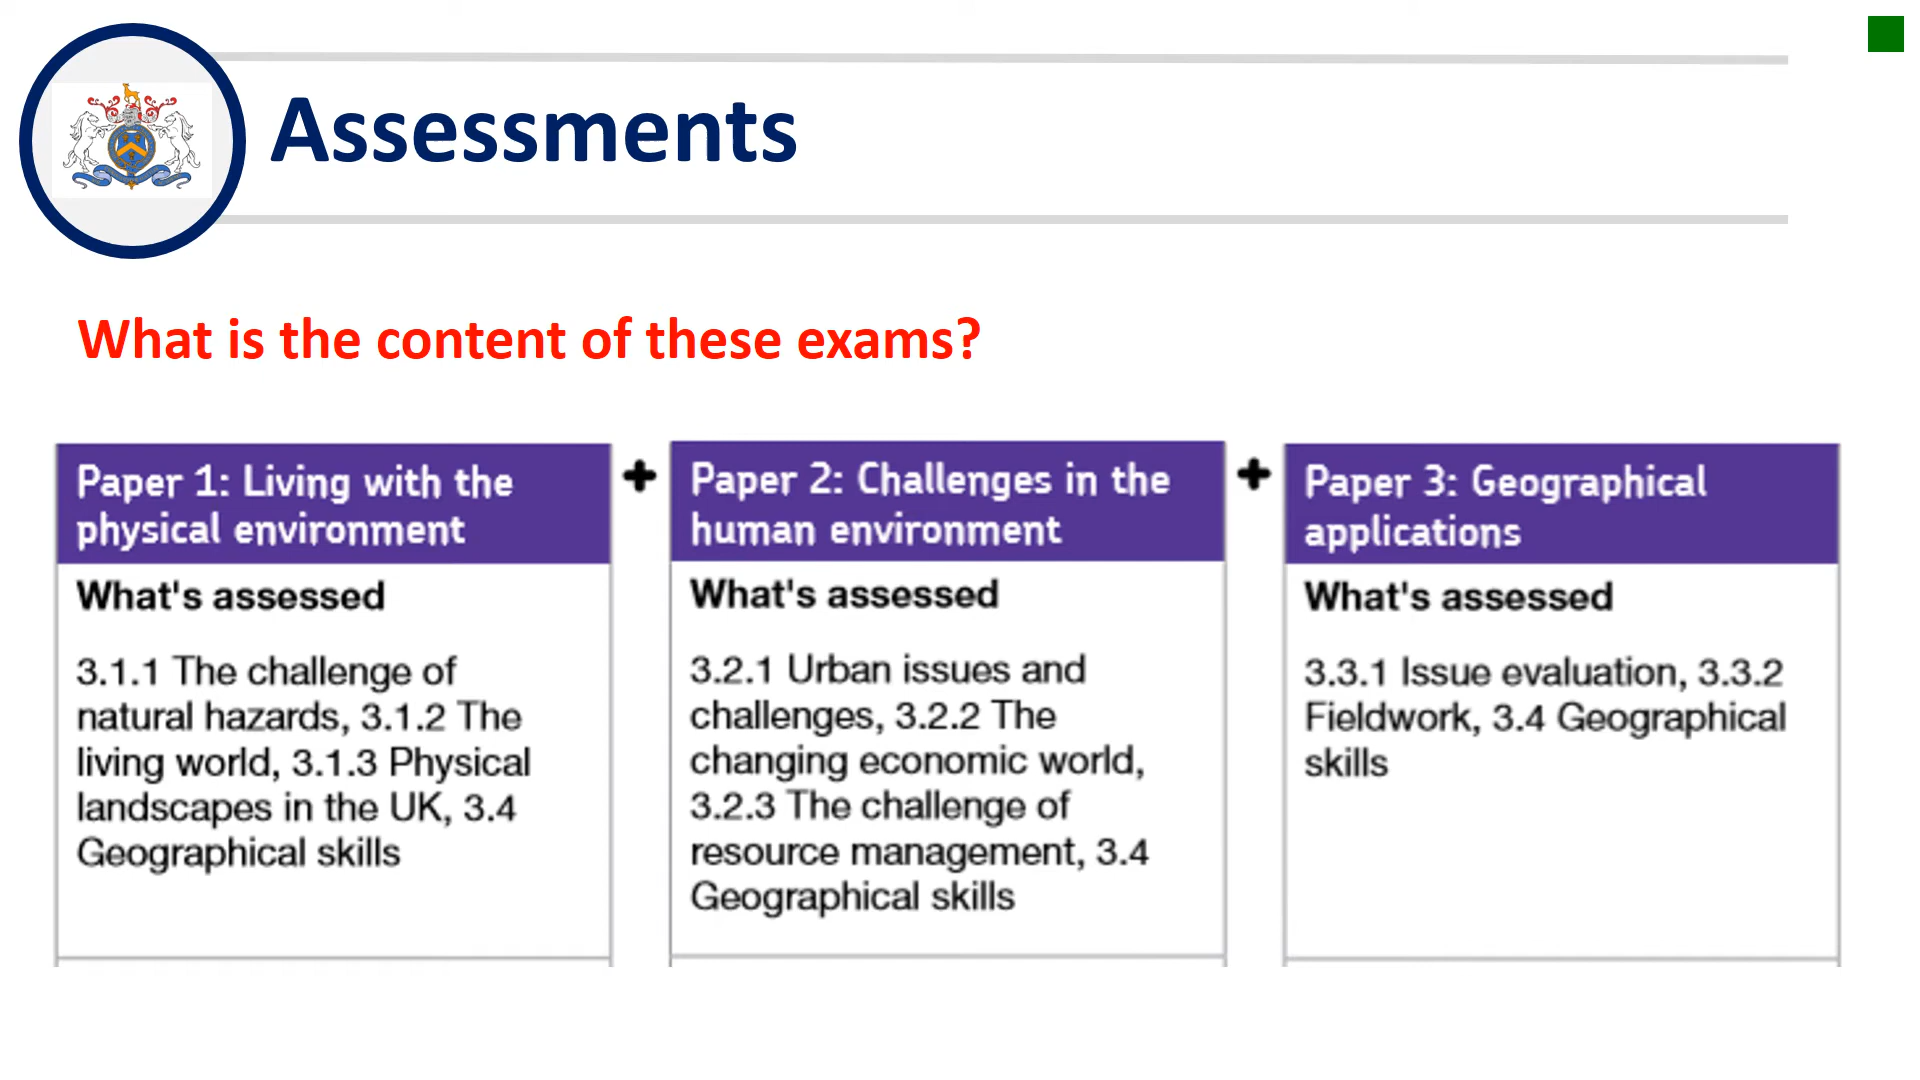 Assessments
What is the content of these exams?
Paper 1: Living with the
physical environment
What's assessed
3.1.1 The challenge of
natural hazards, 3.1.2 The
living world, 3.1.3 Physical
landscapes in the UK, 3.4
Geographical skills
+
Paper 2: Challenges in the
human environment
What's assessed
3.2.1 Urban issues and
challenges, 3.2.2 The
changing economic world,
3.2.3 The challenge of
resource management, 3.4
Geographical skills
+
Paper 3: Geographical
applications
What's assessed
3.3.1 Issue evaluation, 3.3.2
Fieldwork, 3.4 Geographical
skills